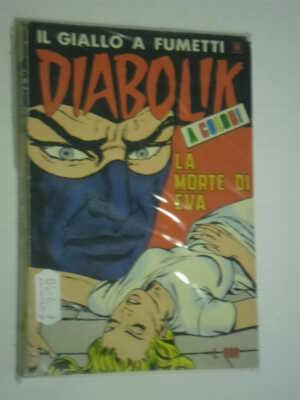 IL GIALLO A FUMETTI
DIABOLIK
A COLORI
LA
MORTE DI
EVA